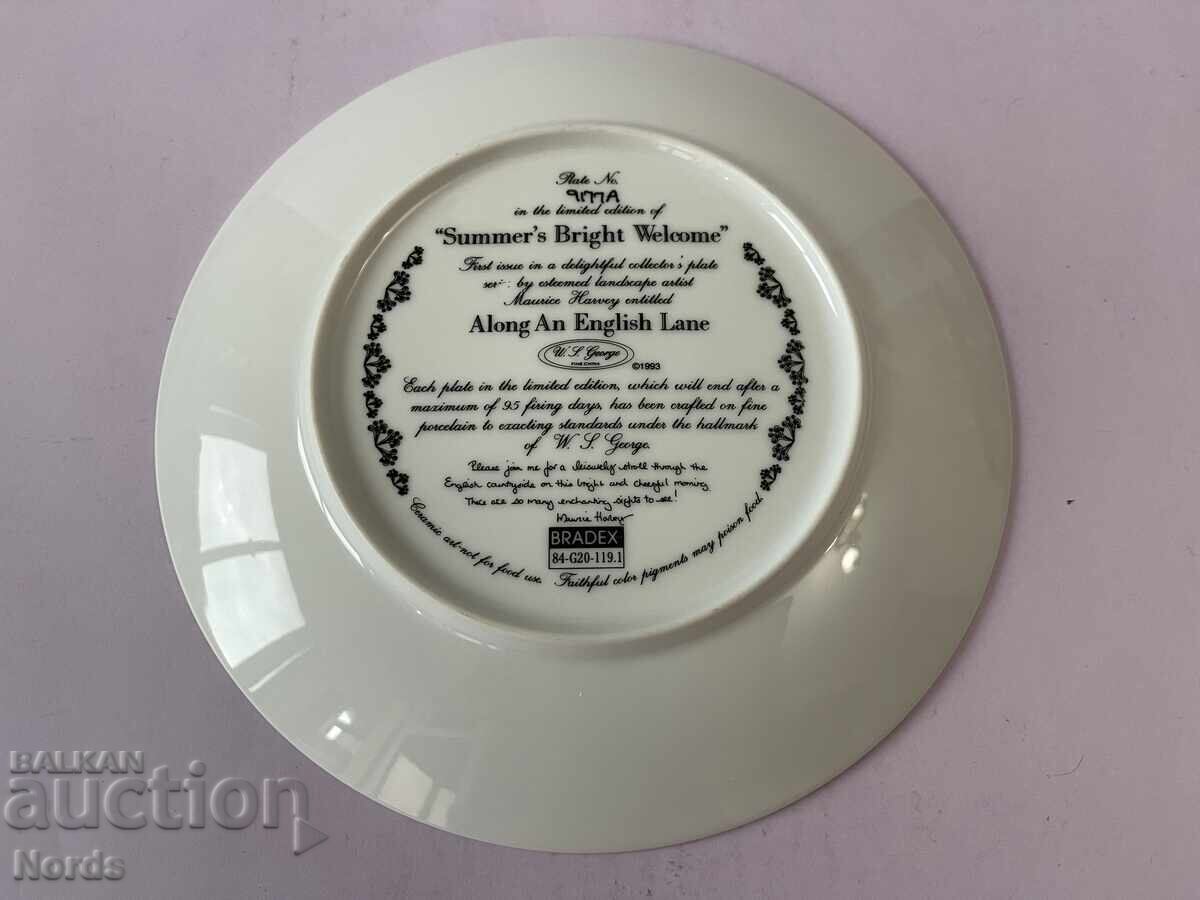 Plate No.
9177A
in the limited edition of
"Summer's Bright Welcome"
First issue in a delightful collector's plate
by esteemed landscape artist
Maurice Harvey entitled
Along An English Lane
W. S. George
FINE CHINA
©1993
Each plate in the limited edition, which will end after a
maximum of 95 firing days, has been crafted on fine
porcelain to exacting standards under the hallmark
of W. S. George.
Please join me for a leisurely stroll through the
English countryside on this bright and cheerful morning.
There are so many enchanting sights to see!
Maurice Harvey
BRADEX
84-G20-119.1
Ceramic art-not for food use. Faithful color pigments may poison food
BALKAN
auction
Nords